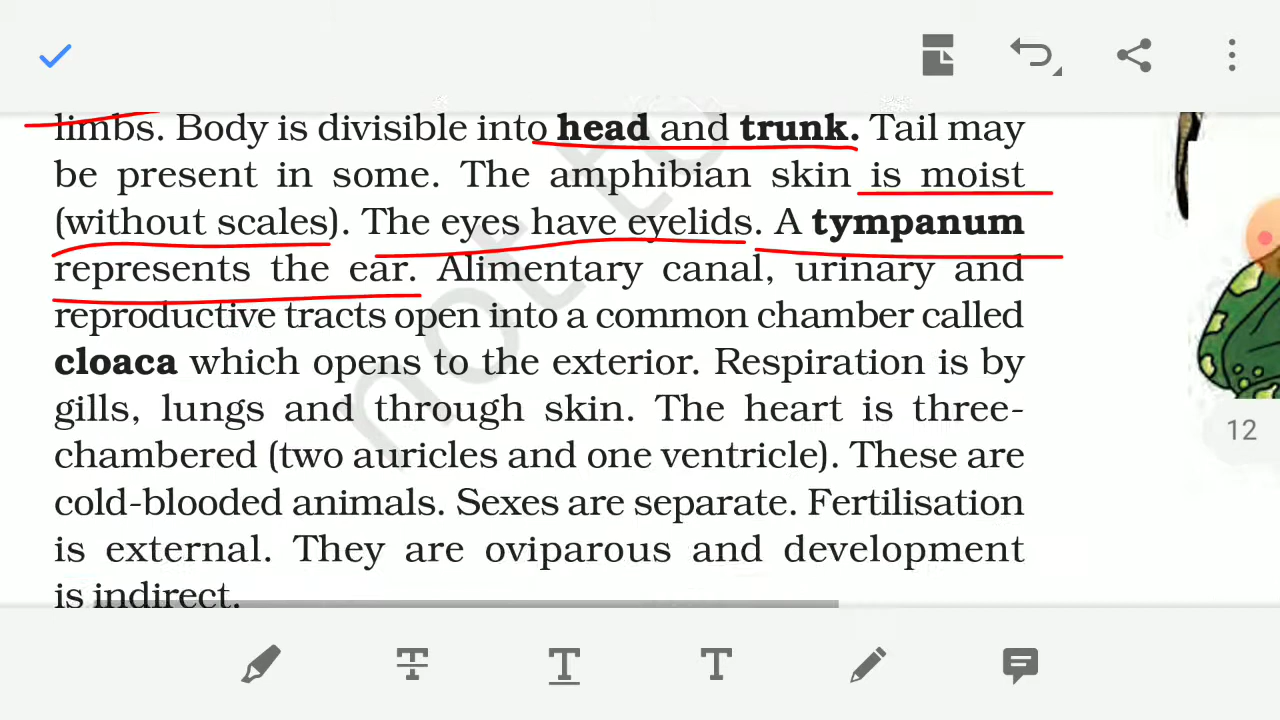 limbs. Body is divisible into head and trunk. Tail may
be present in some. The amphibian skin is moist
(without scales). The eyes have eyelids. A tympanum
represents the ear. Alimentary canal, urinary and
reproductive tracts open into a common chamber called
cloaca which opens to the exterior. Respiration is by
gills, lungs and through skin. The heart is three-
chambered (two auricles and one ventricle). These are
cold-blooded animals. Sexes are separate. Fertilisation
is external. They are oviparous and development
is indirect.
12
not to